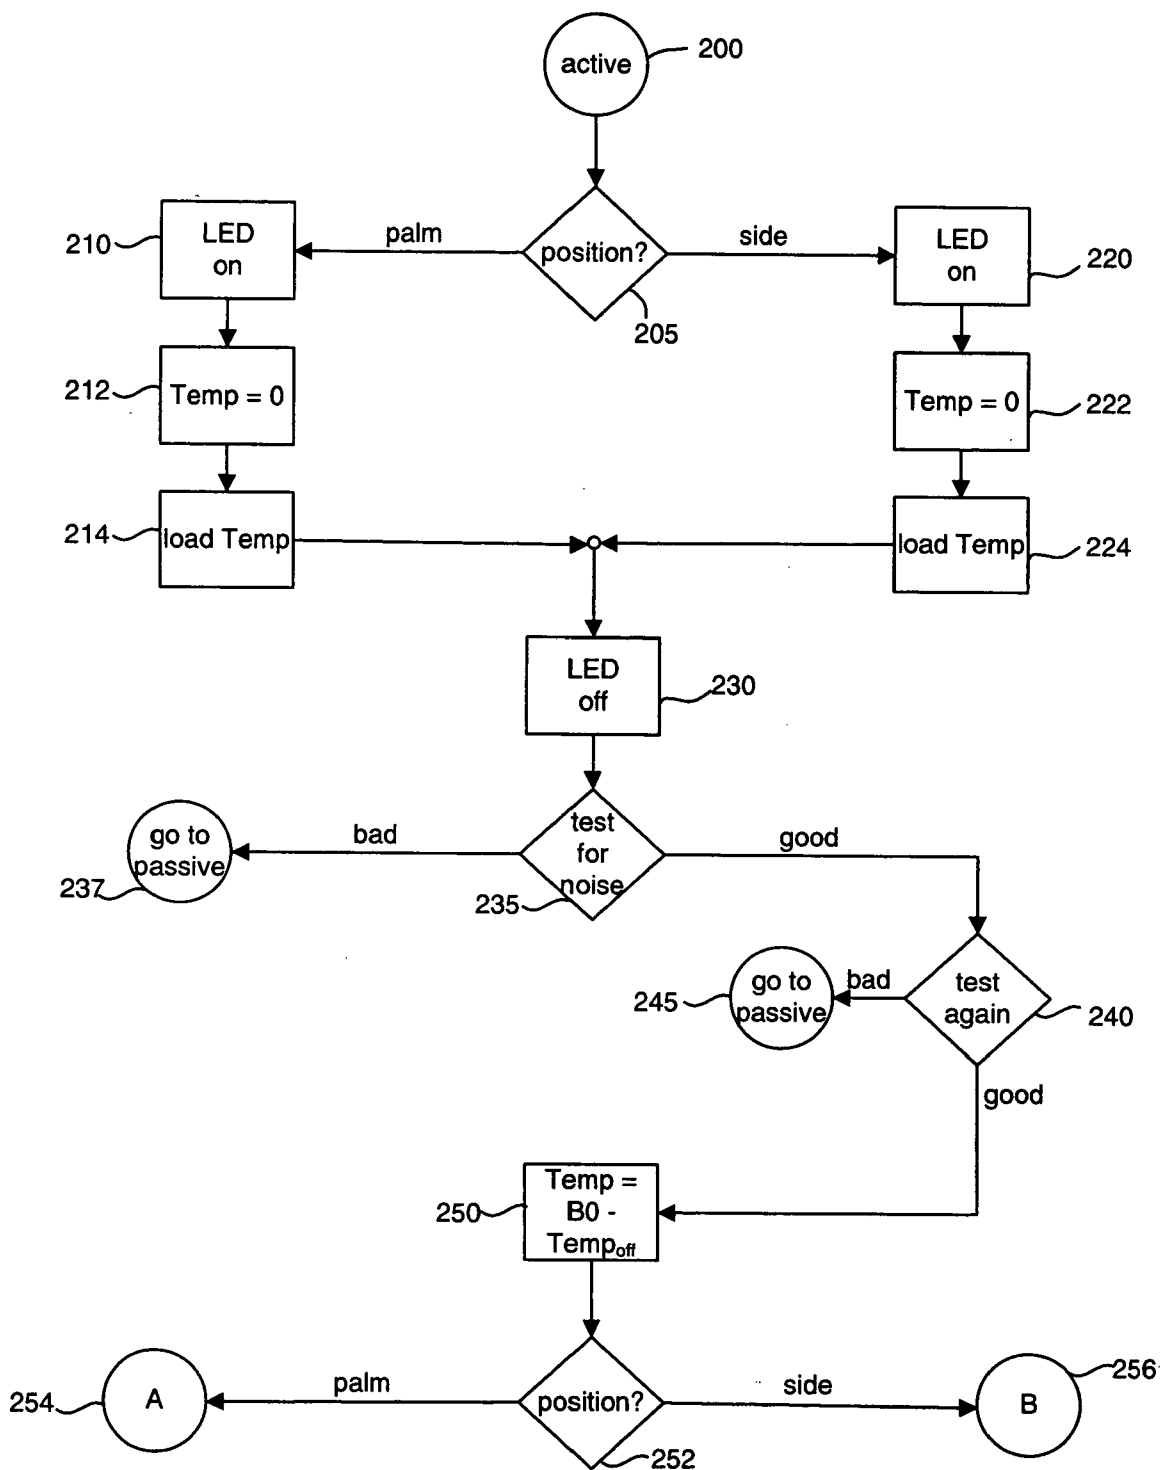 active
200
position?
205
palm
side
LED
on
210
LED
on
220
Temp = 0
212
Temp = 0
222
load Temp
214
load Temp
224
LED
off
230
test
for
noise
235
bad
good
go to
passive
237
test
again
240
bad
go to
passive
245
good
Temp =
B0 -
Tempoff
250
position?
252
palm
side
A
254
B
256